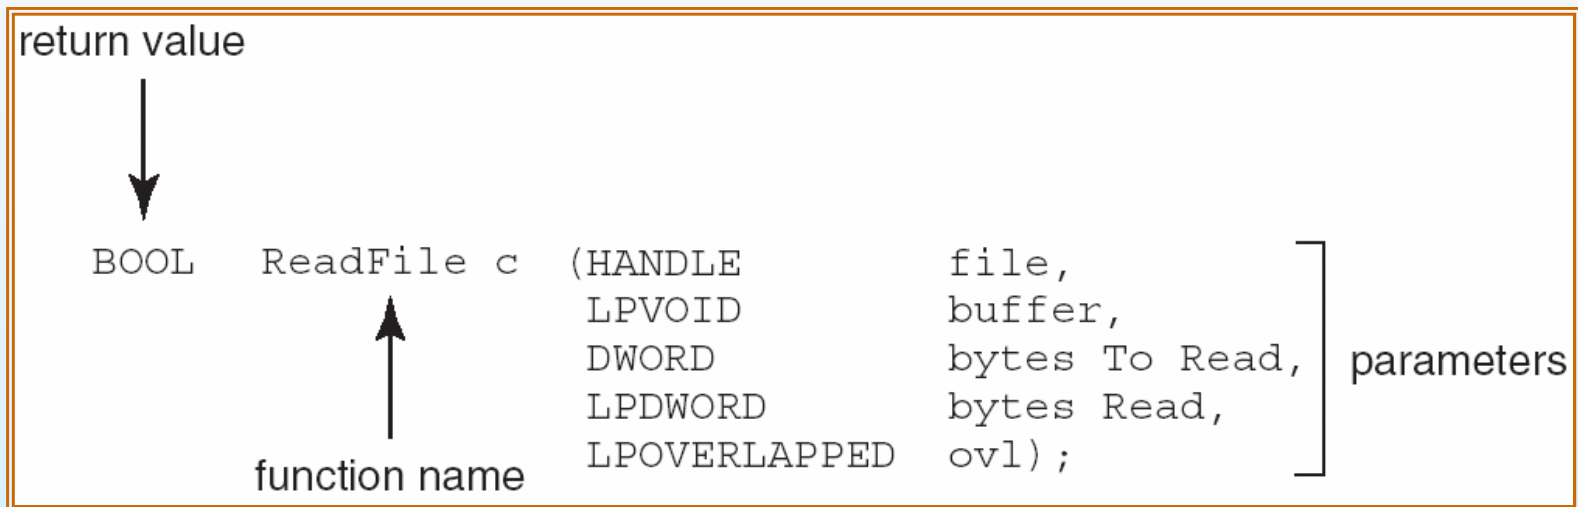 return value
BOOL ReadFile c (HANDLE file,
LPVOID buffer,
DWORD bytes To Read,
LPDWORD bytes Read,
LPOVERLAPPED ovl);
parameters
function name